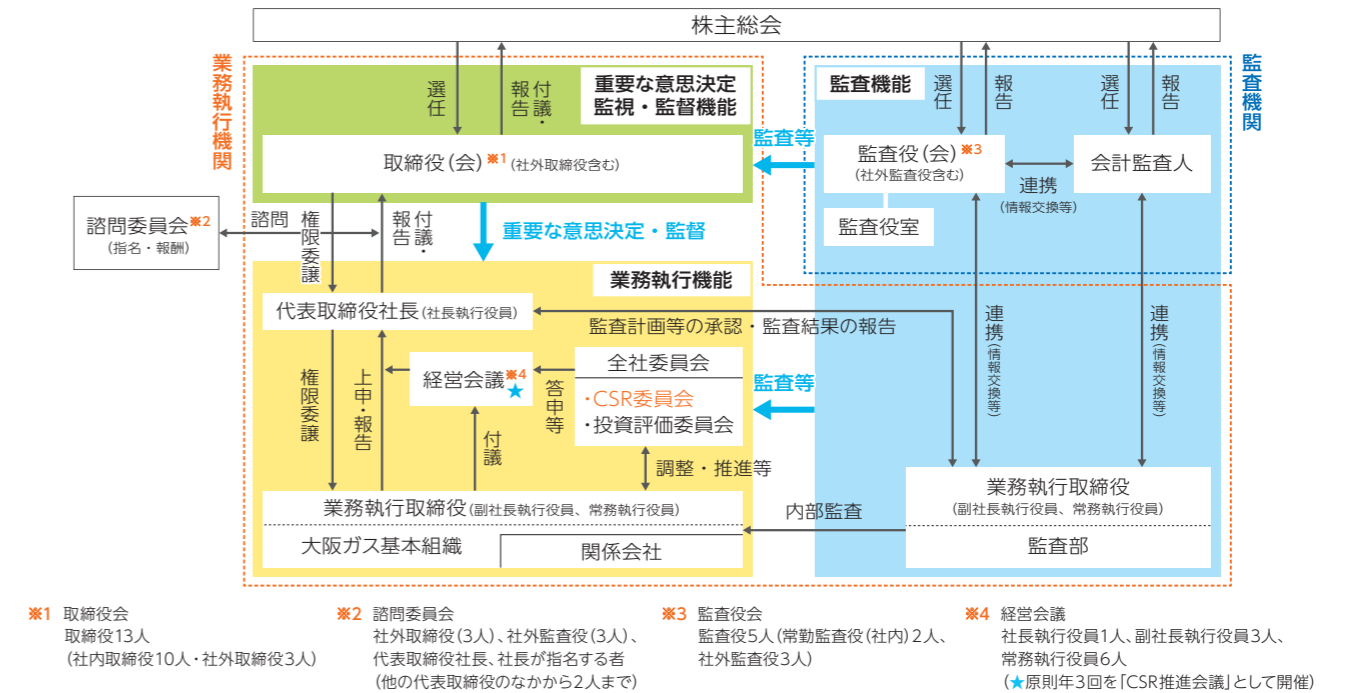 株主総会
業務執行機関
監査機関
選任
付議・
報告
重要な意思決定
監視・監督機能
監査機能
選任
報告
選任
報告
取締役(会)※1(社外取締役含む)
監査等
監査役(会)※3
(社外監査役含む)
連携
(情報交換等)
会計監査人
監査役室
諮問委員会※2
(指名・報酬)
諮問
権限委譲
付議・
報告
重要な意思決定・監督
業務執行機能
代表取締役社長(社長執行役員)
監査計画等の承認・監査結果の報告
連携(情報交換等)
連携(情報交換等)
権限委譲
上申・報告
経営会議※4
★
付議
答申等
全社委員会
・CSR委員会
・投資評価委員会
監査等
調整・推進等
業務執行取締役(副社長執行役員、常務執行役員)
大阪ガス基本組織
関係会社
内部監査
業務執行取締役
(副社長執行役員、常務執行役員)
監査部
※1 取締役会
取締役13人
(社内取締役10人・社外取締役3人)
※2 諮問委員会
社外取締役(3人)、社外監査役(3人)、
代表取締役社長、社長が指名する者
(他の代表取締役のなかから2人まで)
※3 監査役会
監査役5人(常勤監査役(社内)2人、
社外監査役3人)
※4 経営会議
社長執行役員1人、副社長執行役員3人、
常務執行役員6人
(★原則年3回を「CSR推進会議」として開催)